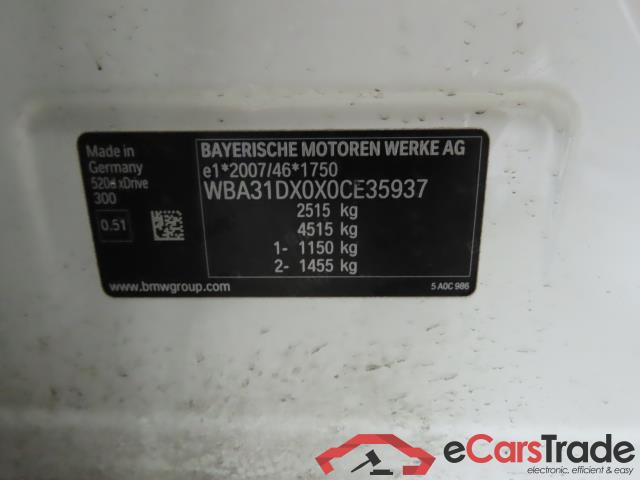 Made in
Germany
520d xDrive
300
0.51
www.bmwgroup.com
BAYERISCHE MOTOREN WERKE AG
e1*2007/46*1750
WBA31DX0X0CE35937
2515 kg
4515 kg
1- 1150 kg
2- 1455 kg
5 A0C 986
eCarsTrade
electronic, efficient & easy